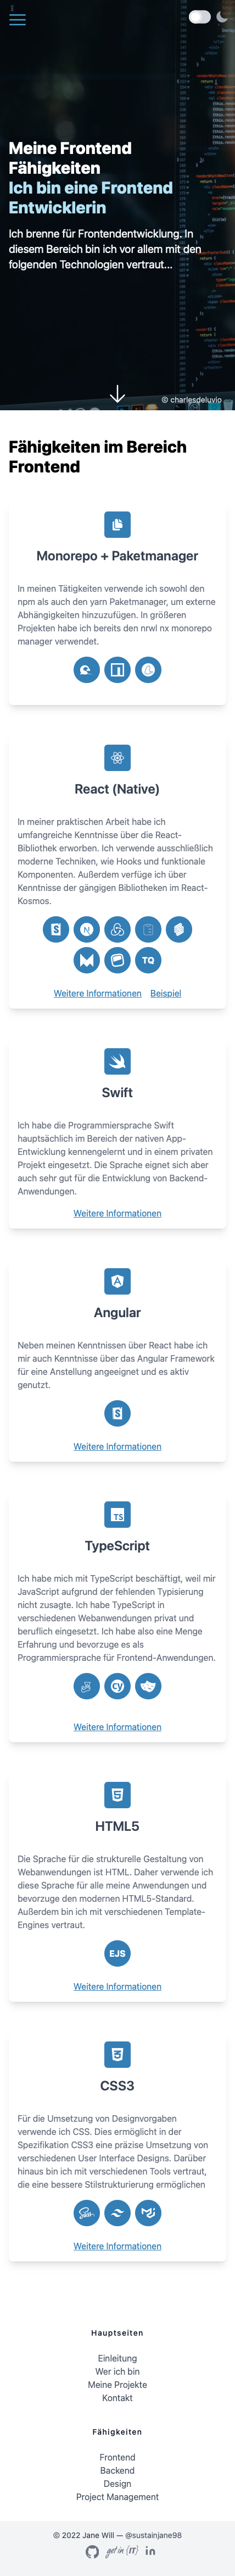 Meine Frontend
Fähigkeiten
Ich bin eine Frontend
Entwicklerin
Ich brenne für Frontendwicklung. In
diesem Bereich bin ich vor allem mit den
folgenden Technologien vertraut...
© charlesdeluvio
Fähigkeiten im Bereich
Frontend
Monorepo + Paketmanager
In meinen Tätigkeiten verwende ich sowohl den
npm als auch den yarn Paketmanager, um externe
Abhängigkeiten hinzuzufügen. In größeren
Projekten habe ich bereits den nrwl nx monorepo
manager verwendet.
React (Native)
In meiner praktischen Arbeit habe ich
umfangreiche Kenntnisse über die React-
Bibliothek erworben. Ich verwende ausschließlich
moderne Techniken, wie Hooks und funktionale
Komponenten. Außerdem verfüge ich über
Kenntnisse der gängigen Bibliotheken im React-
Kosmos.
TQ
Weitere Informationen Beispiel
Swift
Ich habe die Programmiersprache Swift
hauptsächlich im Bereich der nativen App-
Entwicklung kennengelernt und in einem privaten
Projekt eingesetzt. Die Sprache eignet sich aber
auch sehr gut für die Entwicklung von Backend-
Anwendungen.
Weitere Informationen
Angular
Neben meinen Kenntnissen über React habe ich
mir auch Kenntnisse über das Angular Framework
für eine Anstellung angeeignet und es aktiv
genutzt.
Weitere Informationen
TS
TypeScript
Ich habe mich mit TypeScript beschäftigt, weil mir
JavaScript aufgrund der fehlenden Typisierung
nicht zusagte. Ich habe TypeScript in
verschiedenen Webanwendungen privat und
beruflich eingesetzt. Ich habe also eine Menge
Erfahrung und bevorzuge es als
Programmiersprache für Frontend-Anwendungen.
Weitere Informationen
HTML5
Die Sprache für die strukturelle Gestaltung von
Webanwendungen ist HTML. Daher verwende ich
diese Sprache für alle meine Anwendungen und
bevorzuge den modernen HTML5-Standard.
Außerdem bin ich mit verschiedenen Template-
Engines vertraut.
EJS
Weitere Informationen
CSS3
Für die Umsetzung von Designvorgaben
verwende ich CSS. Dies ermöglicht in der
Spezifikation CSS3 eine präzise Umsetzung von
verschiedenen User Interface Designs. Darüber
hinaus bin ich mit verschiedenen Tools vertraut,
die eine bessere Stilstrukturierung ermöglichen
Weitere Informationen
Hauptseiten
Einleitung
Wer ich bin
Meine Projekte
Kontakt
Fähigkeiten
Frontend
Backend
Design
Project Management
© 2022 Jane Will — @sustainjane98
get in {IT}
in